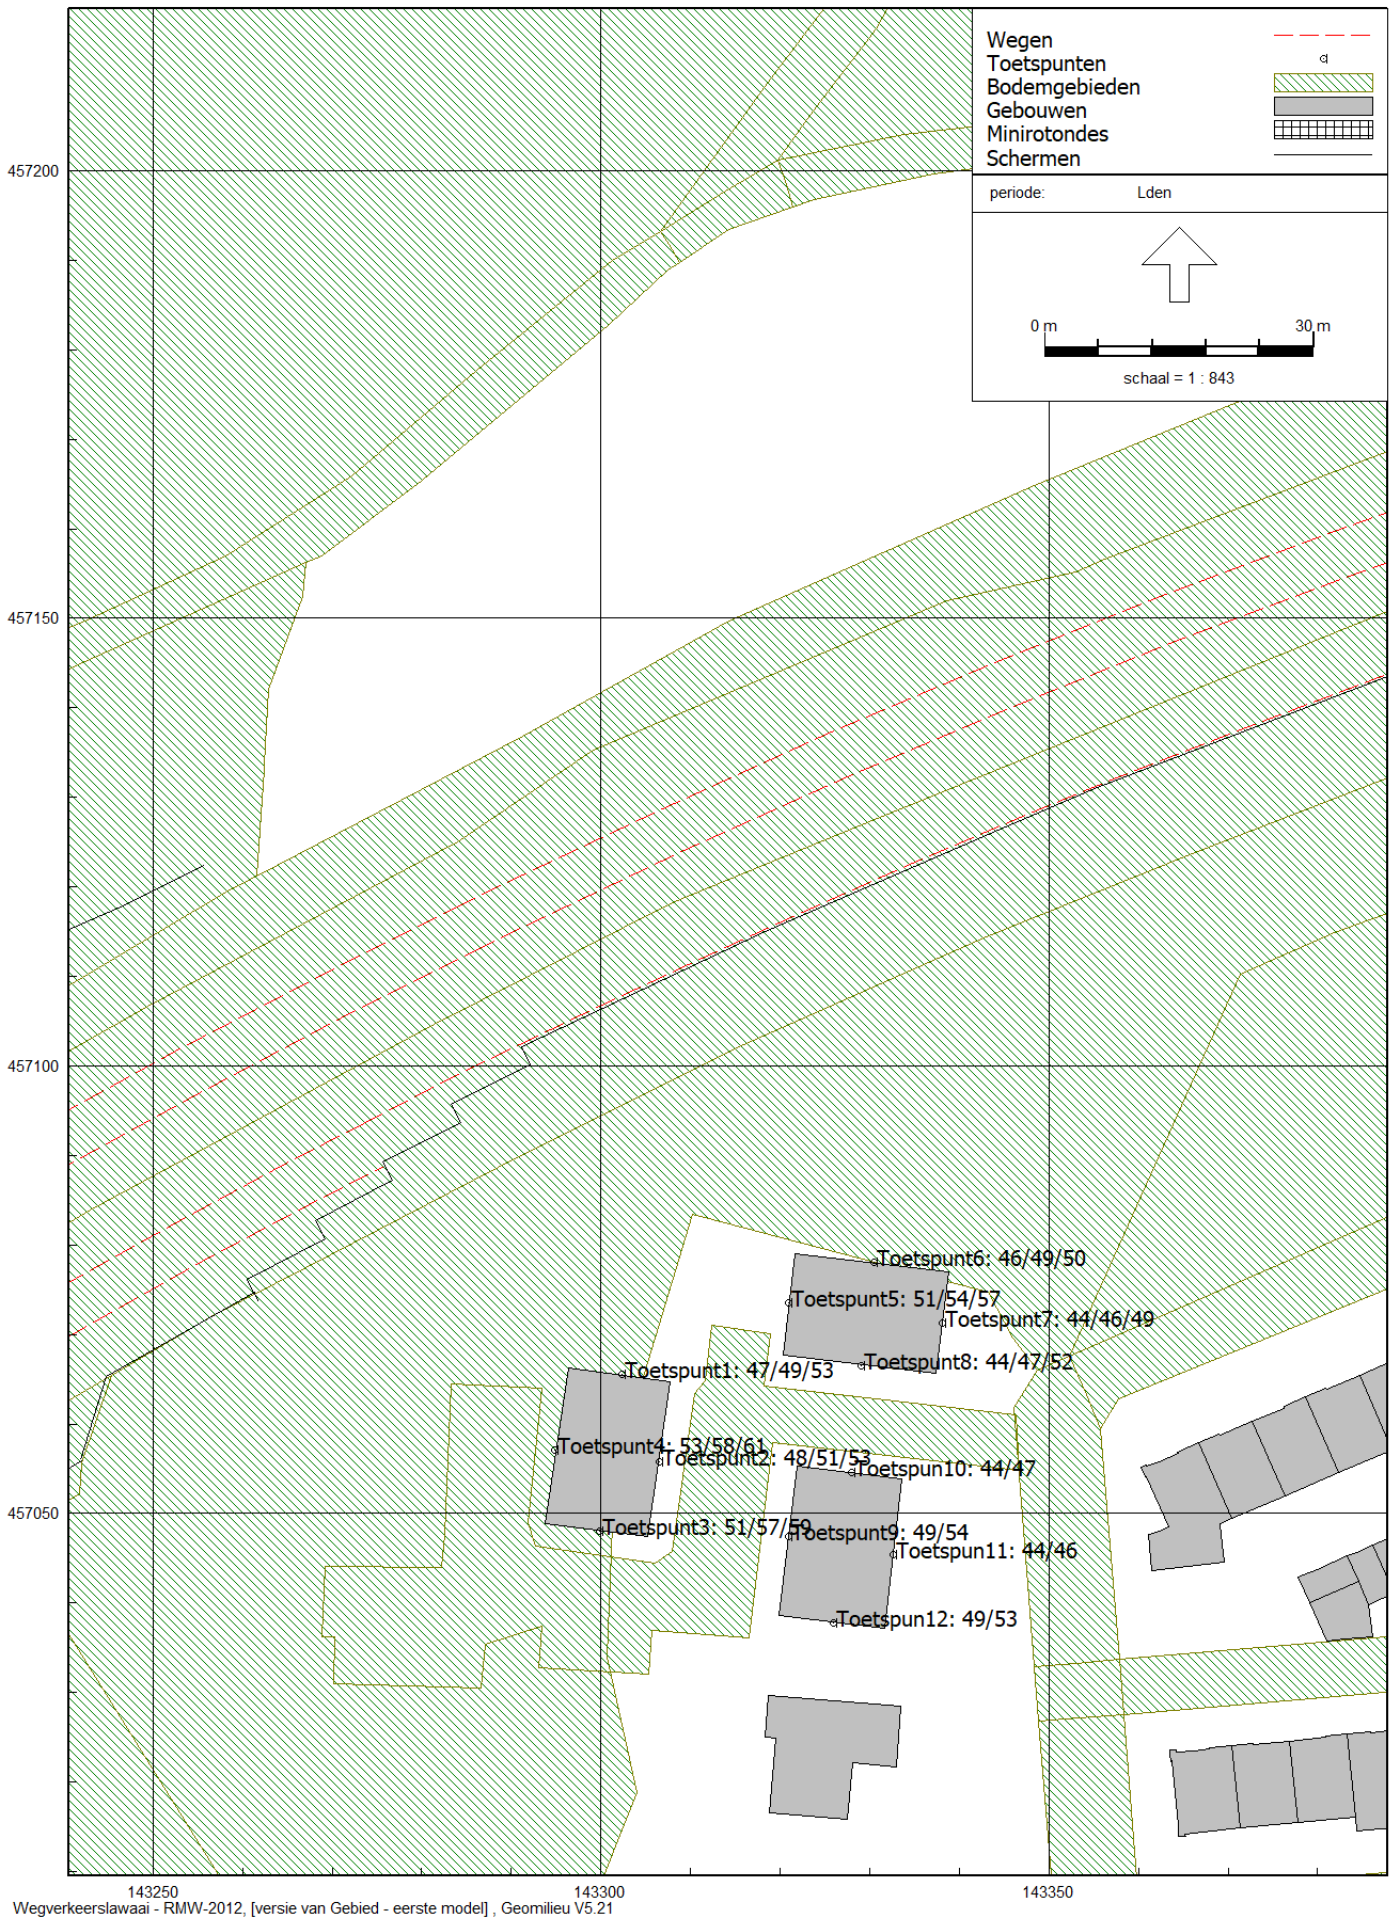 Wegen
Toetspunten
Bodemgebieden
Gebouwen
Minirotondes
Schermen
periode: Lden
0 m 30 m
schaal = 1 : 843
457200
457150
457100
457050
Toetspunt6: 46/49/50
Toetspunt5: 51/54/57
Toetspunt7: 44/46/49
Toetspunt8: 44/47/52
Toetspunt1: 47/49/53
Toetspunt4: 53/58/61
Toetspunt2: 48/51/53
Toetspun10: 44/47
Toetspunt3: 51/57/59
Toetspunt9: 49/54
Toetspun11: 44/46
Toetspun12: 49/53
143250 143300 143350
Wegverkeerslawaai - RMW-2012, [versie van Gebied - eerste model] , Geomilieu V5.21